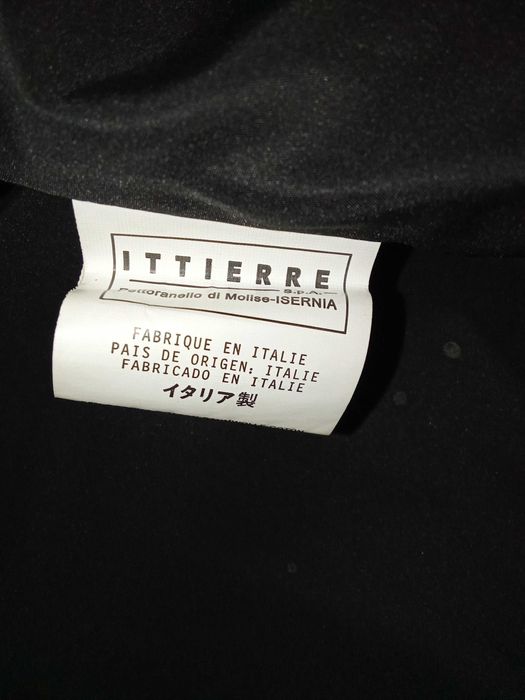 ITTIERRE
S.p.A.
Pettoranello di Molise-ISERNIA
FABRIQUE EN ITALIE
PAIS DE ORIGEN: ITALIE
FABRICADO EN ITALIE
イタリア製